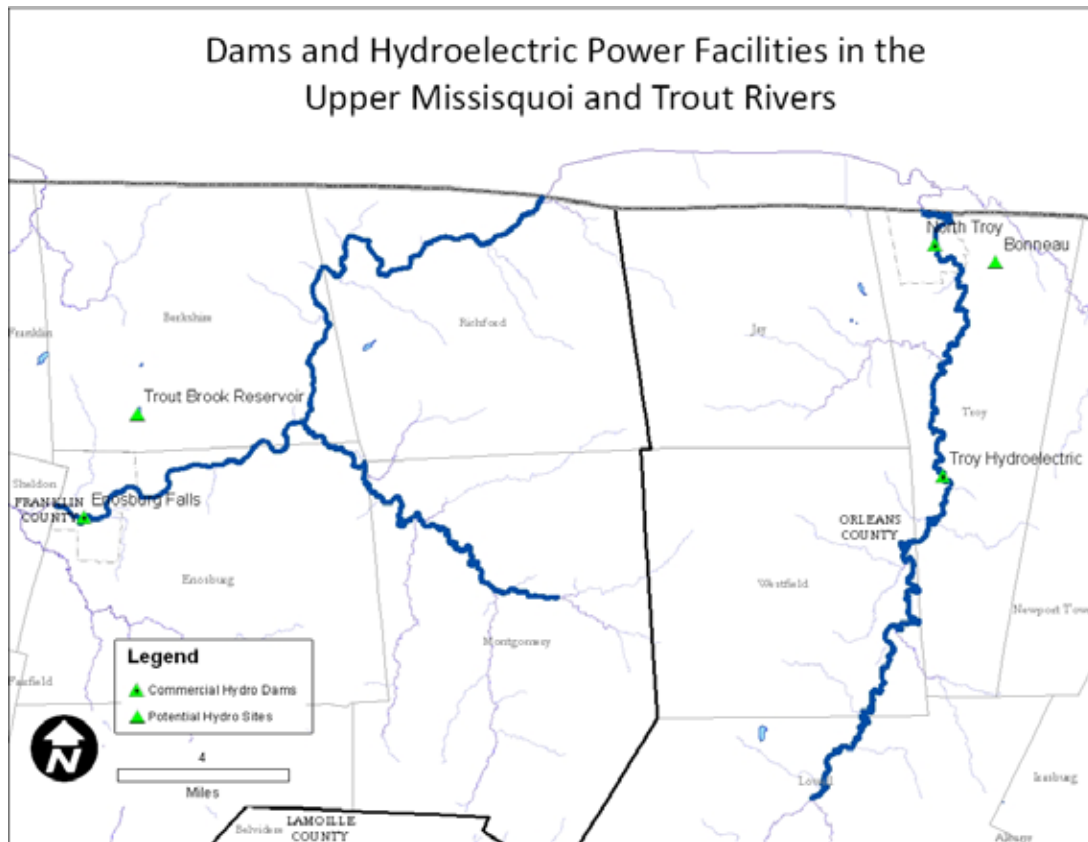 Dams and Hydroelectric Power Facilities in the
Upper Missisquoi and Trout Rivers
North Troy
Bonneau
Berkshire
Richford
Franklin
Jay
Trout Brook Reservoir
Troy
Troy Hydroelectric
Sheldon
FRANKLIN
COUNTY
Enosburg Falls
ORLEANS
COUNTY
Enosburg
Westfield
Newport Tow
Montgomery
Legend
Commercial Hydro Dams
Potential Hydro Sites
Fairfield
N
4
Miles
Lowell
Irasburg
Belvidere
LAMOILLE
COUNTY
Albany